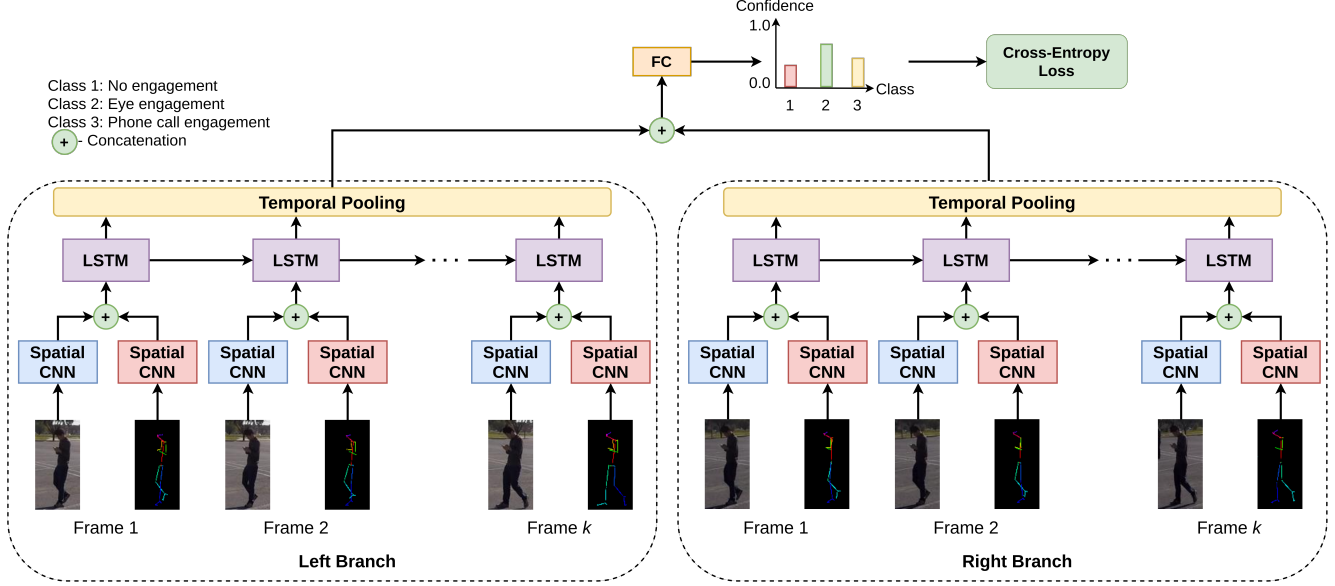 Confidence
1.0
0.0
1 2 3
Class
FC
Cross-Entropy
Loss
Class 1: No engagement
Class 2: Eye engagement
Class 3: Phone call engagement
+ - Concatenation
+
Temporal Pooling
LSTM LSTM . . . . LSTM
+ + +
Spatial CNN Spatial CNN Spatial CNN Spatial CNN Spatial CNN Spatial CNN
Frame 1 Frame 2 Frame k
Left Branch
Temporal Pooling
LSTM LSTM . . . . LSTM
+ + +
Spatial CNN Spatial CNN Spatial CNN Spatial CNN Spatial CNN Spatial CNN
Frame 1 Frame 2 Frame k
Right Branch